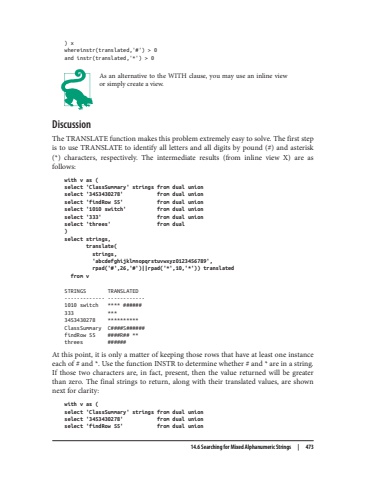 ) x
whereinstr(translated,'#') > 0
and instr(translated,'*') > 0
As an alternative to the WITH clause, you may use an inline view
or simply create a view.
Discussion
The TRANSLATE function makes this problem extremely easy to solve. The first step
is to use TRANSLATE to identify all letters and all digits by pound (#) and asterisk
(*) characters, respectively. The intermediate results (from inline view X) are as
follows:
with v as (
select 'ClassSummary' strings from dual union
select '3453430278' from dual union
select 'findRow 55' from dual union
select '1010 switch' from dual union
select '333' from dual union
select 'threes' from dual
)
select strings,
translate(
strings,
'abcdefghijklmnopqrstuvwxyz0123456789',
rpad('#',26,'#')||rpad('*',10,'*')) translated
from v
STRINGS TRANSLATED
------------- ------------
1010 switch **** ######
333 ***
3453430278 **********
ClassSummary C####S######
findRow 55 ####R## **
threes ######
At this point, it is only a matter of keeping those rows that have at least one instance
each of # and *. Use the function INSTR to determine whether # and * are in a string.
If those two characters are, in fact, present, then the value returned will be greater
than zero. The final strings to return, along with their translated values, are shown
next for clarity:
with v as (
select 'ClassSummary' strings from dual union
select '3453430278' from dual union
select 'findRow 55' from dual union
14.6 Searching for Mixed Alphanumeric Strings | 473